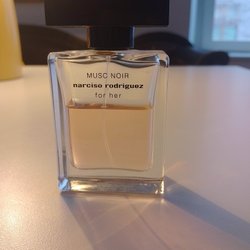 MUSC NOIR
narciso rodriguez
for her